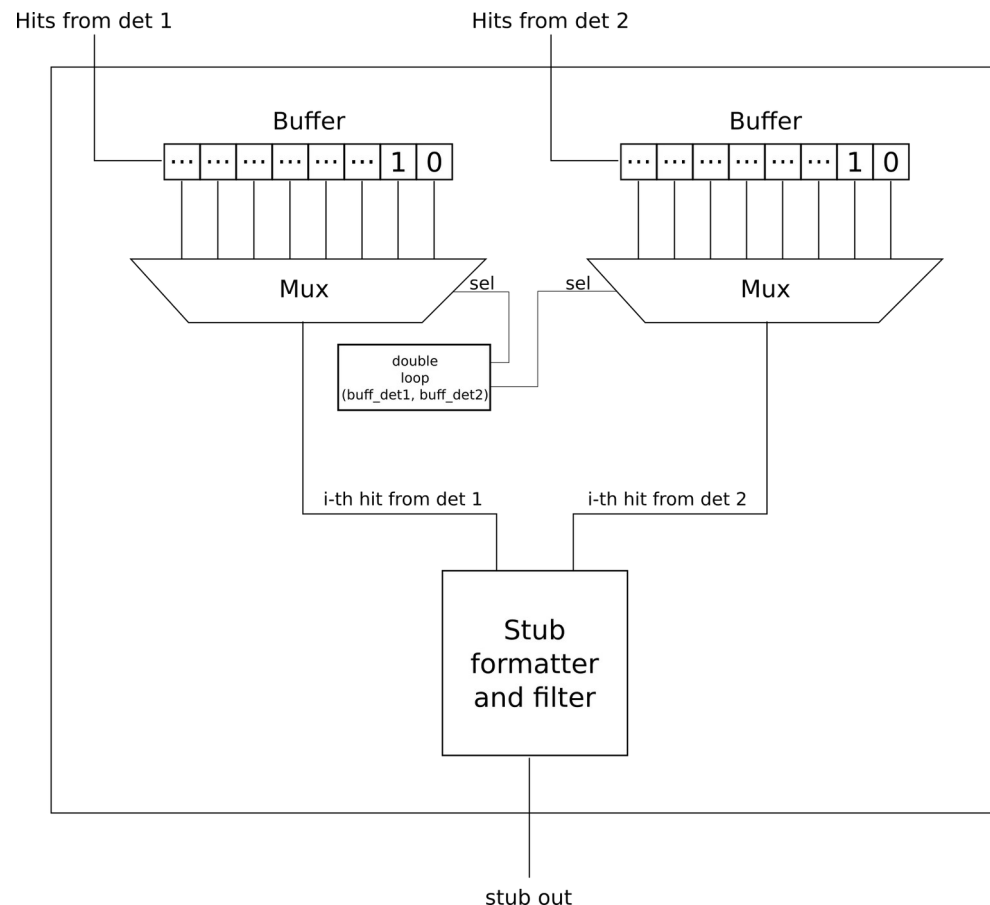 Hits from det 1
Hits from det 2
Buffer
Buffer
... ... ... ... ... ... 1 0
... ... ... ... ... ... 1 0
Mux
sel
sel
Mux
double
loop
(buff_det1, buff_det2)
i-th hit from det 1
i-th hit from det 2
Stub
formatter
and filter
stub out